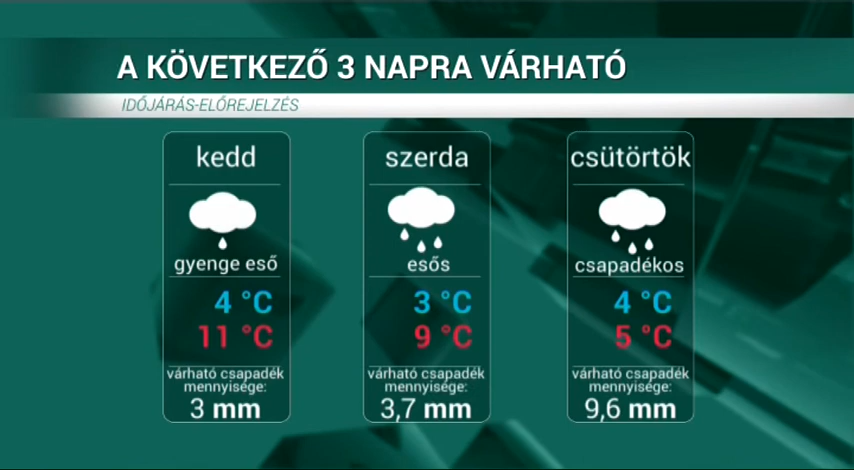 A KÖVETKEZŐ 3 NAPRA VÁRHATÓ
IDŐJÁRÁS-ELŐREJELZÉS
kedd
gyenge eső
4 °C
11 °C
várható csapadék
mennyisége:
3 mm
szerda
esős
3 °C
9 °C
várható csapadék
mennyisége:
3,7 mm
csütörtök
csapadékos
4 °C
5 °C
várható csapadék
mennyisége:
9,6 mm